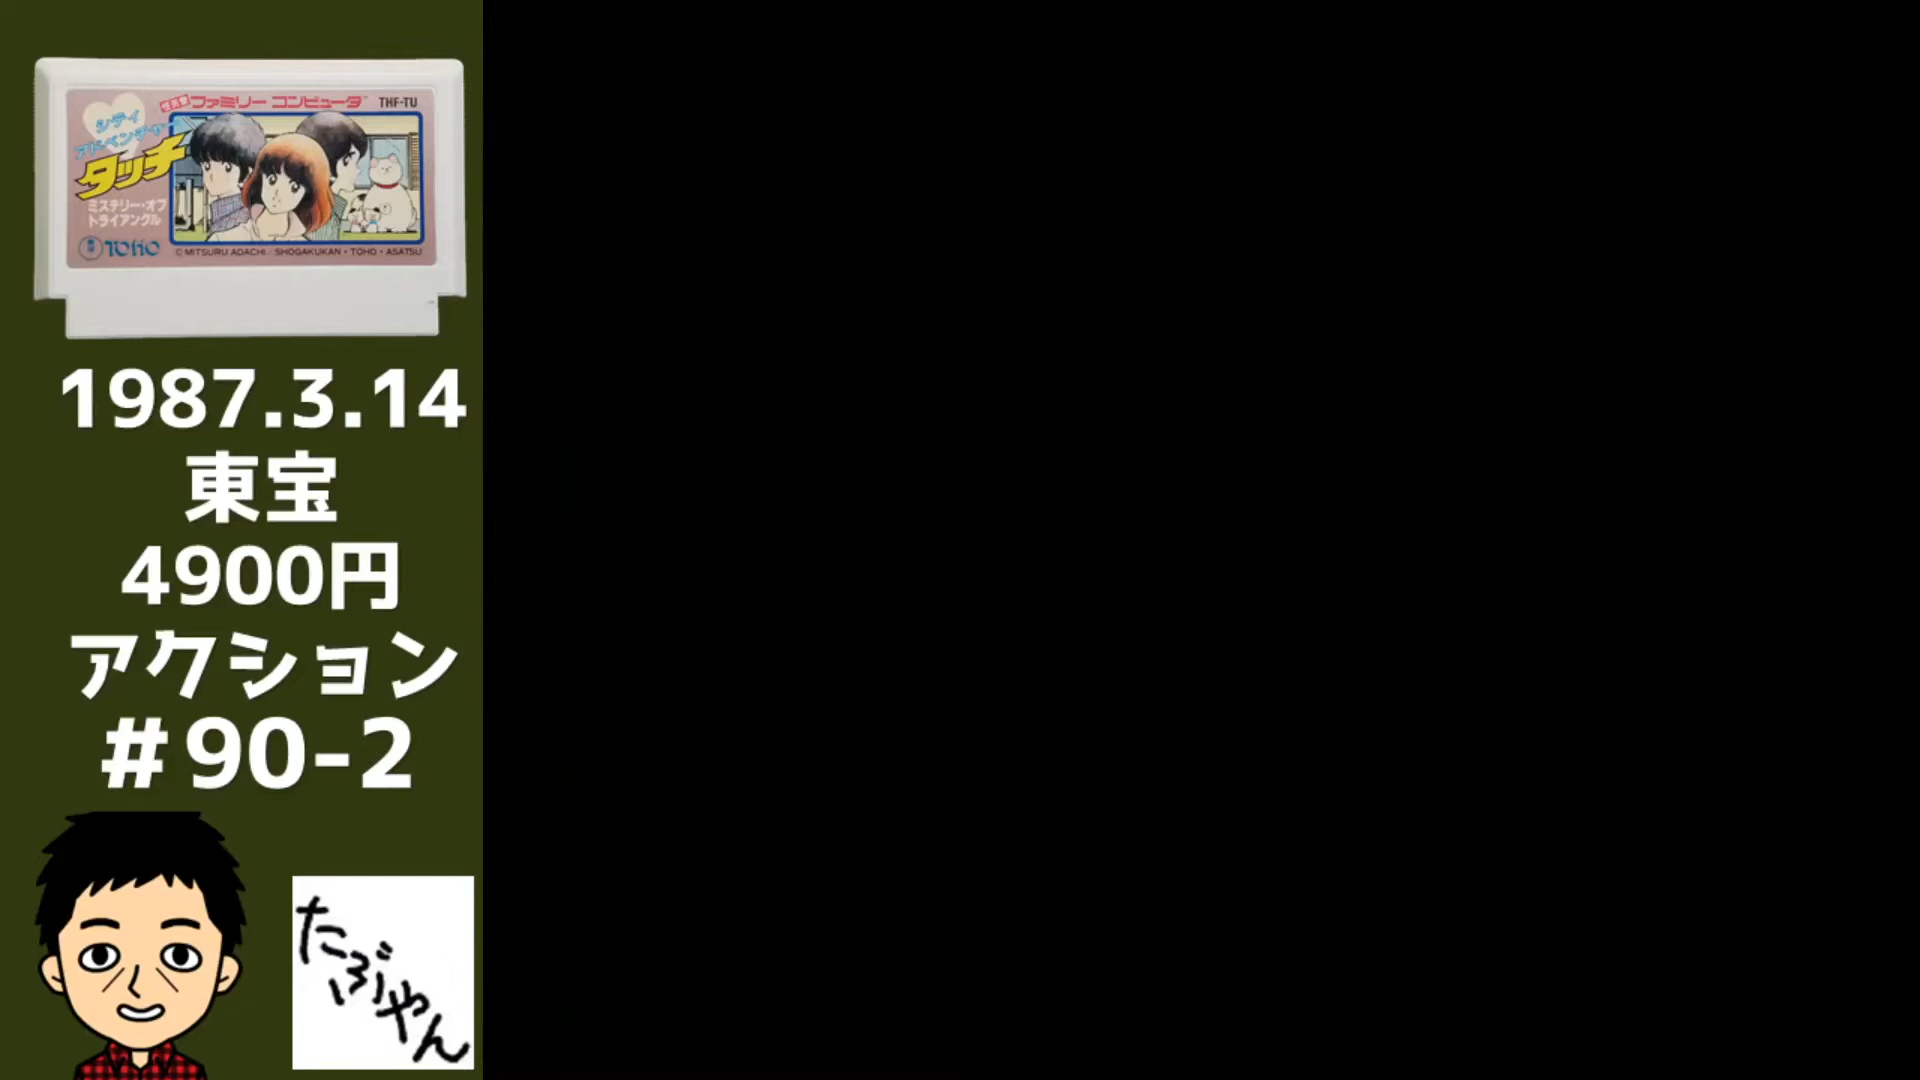 任天堂 ファミリーコンピュータ THF-TU
シティ
アドベンチャー
タッチ
ミステリー・オブ
トライアングル
TOHO
© MITSURU ADACHI / SHOGAKUKAN・TOHO・ASATSU
1987.3.14
東宝
4900円
アクション
#90-2
たぶやん